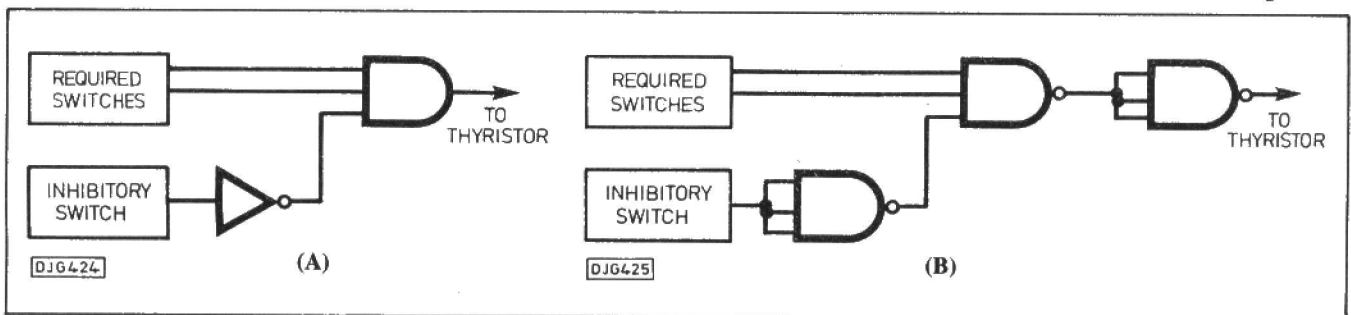 REQUIRED
SWITCHES
TO
THYRISTOR
INHIBITORY
SWITCH
DJG424
(A)
REQUIRED
SWITCHES
TO
THYRISTOR
INHIBITORY
SWITCH
DJG425
(B)